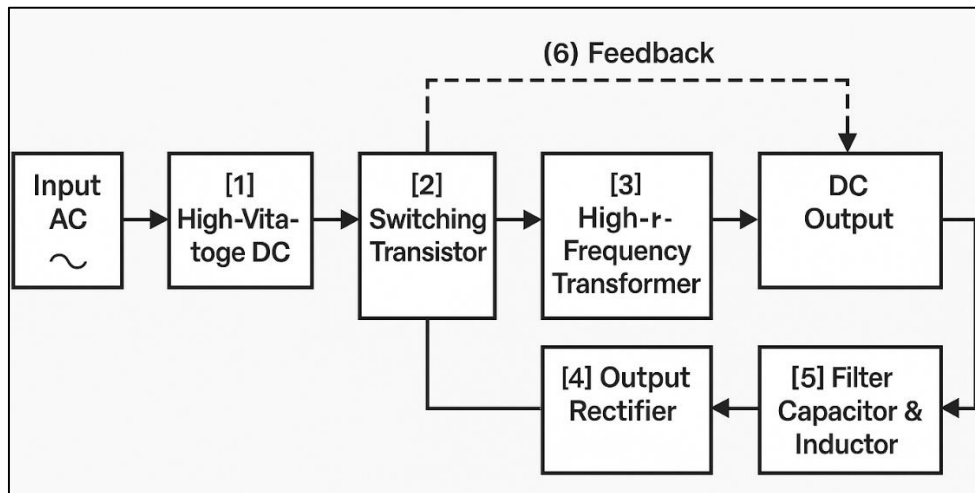 (6) Feedback
Input
AC
[1]
High-Vita-
toge DC
[2]
Switching
Transistor
[3]
High-r-
Frequency
Transformer
DC
Output
[4] Output
Rectifier
[5] Filter
Capacitor &
Inductor